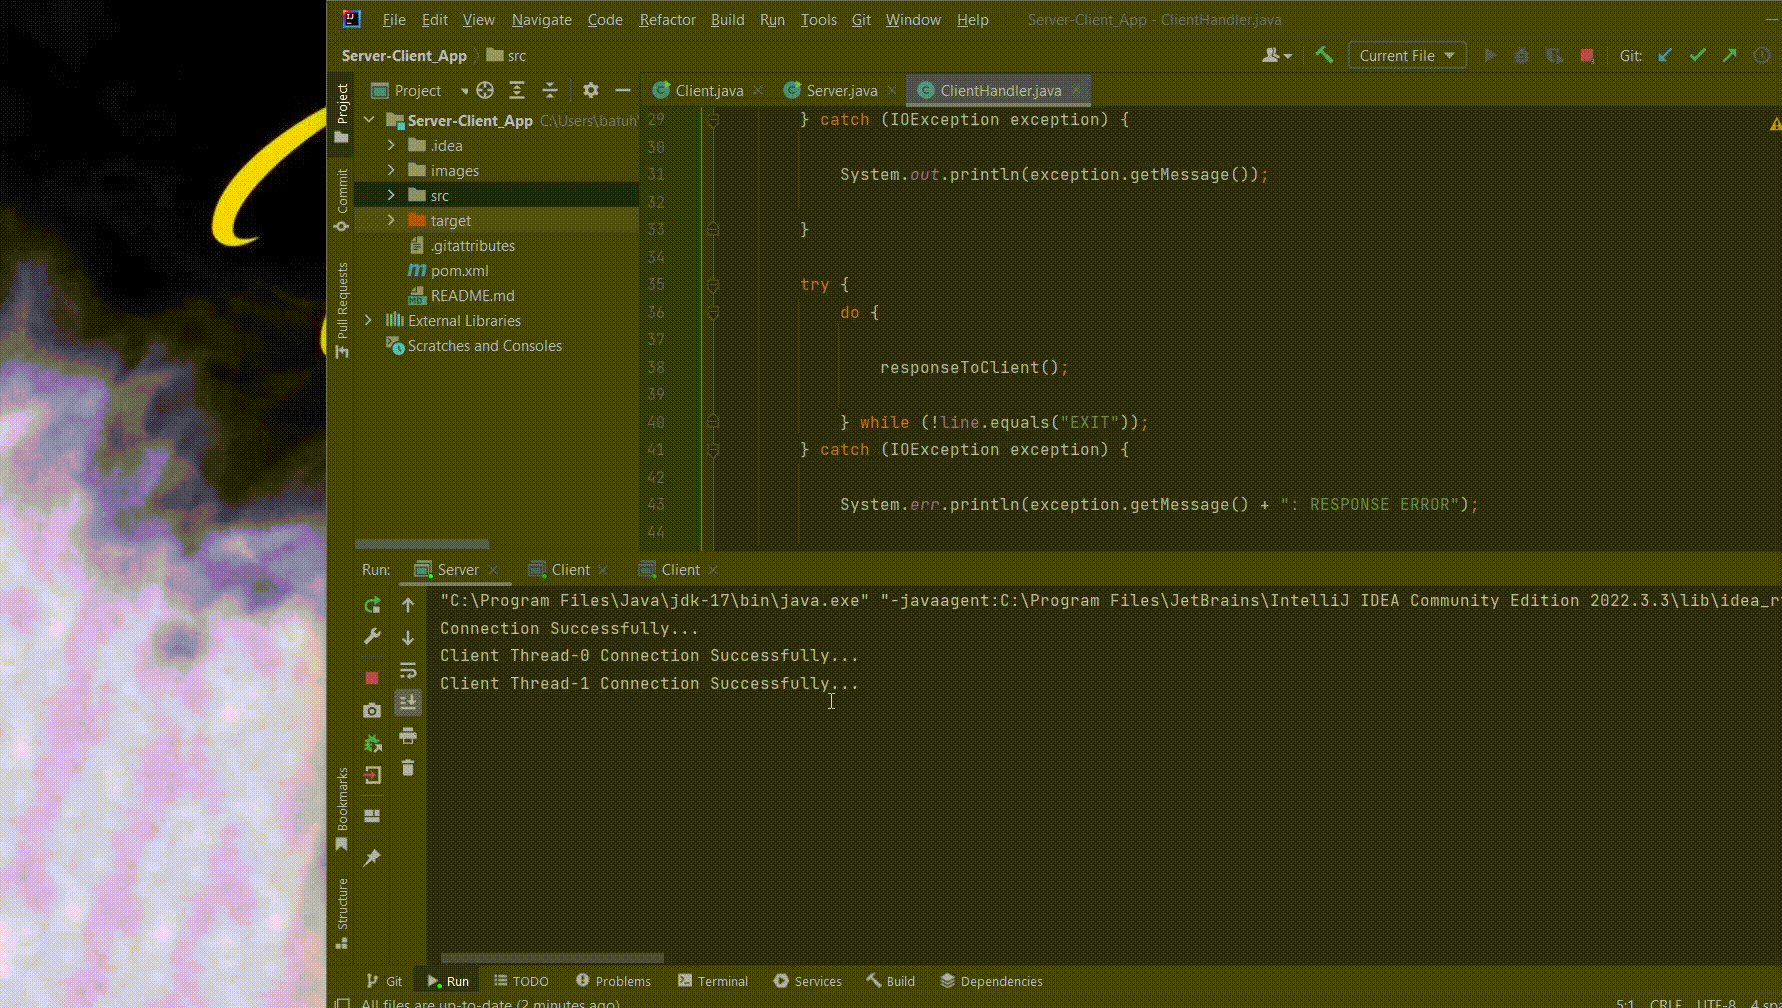 File Edit View Navigate Code Refactor Build Run Tools Git Window Help Server-Client_App - ClientHandler.java
Server-Client_App src
Current File Git:
Project
Client.java Server.java ClientHandler.java
Project
Commit
Pull Requests
Bookmarks
Structure
Server-Client_App C:\Users\batuh
.idea
images
src
target
.gitattributes
pom.xml
README.md
External Libraries
Scratches and Consoles
29 } catch (IOException exception) {
30
31 System.out.println(exception.getMessage());
32
33 }
34
35 try {
36 do {
37
38 responseToClient();
39
40 } while (!line.equals("EXIT"));
41 } catch (IOException exception) {
42
43 System.err.println(exception.getMessage() + ": RESPONSE ERROR");
44
Run: Server Client Client
"C:\Program Files\Java\jdk-17\bin\java.exe" "-javaagent:C:\Program Files\JetBrains\IntelliJ IDEA Community Edition 2022.3.3\lib\idea_r
Connection Successfully...
Client Thread-0 Connection Successfully...
Client Thread-1 Connection Successfully...
Git Run TODO Problems Terminal Services Build Dependencies
All files are up-to-date (2 minutes ago) 5:1 CRLF UTF-8 4 spa